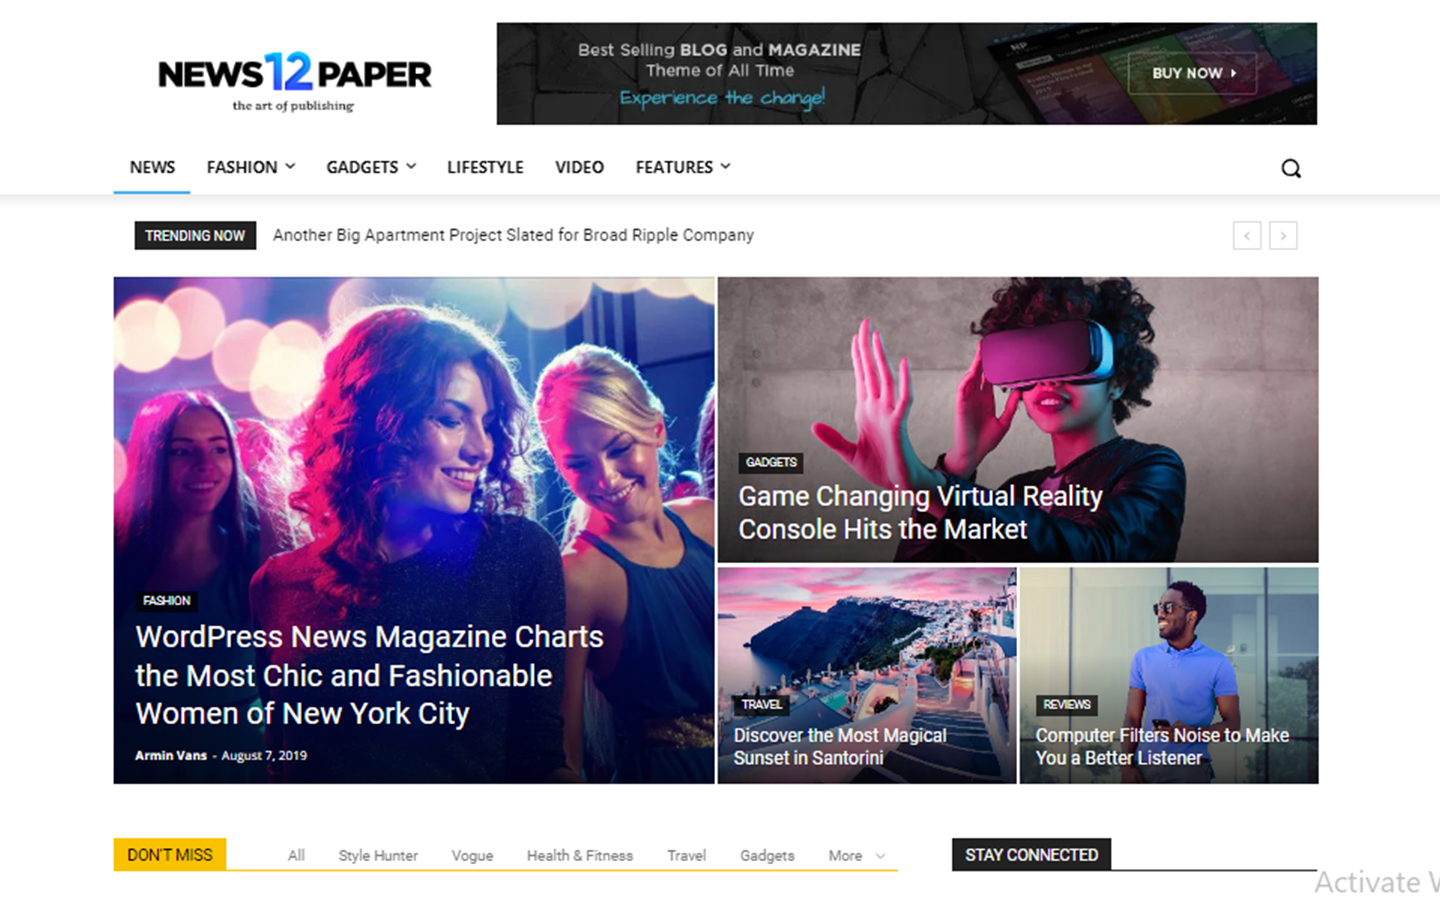 NEWS12PAPER
the art of publishing
Best Selling BLOG and MAGAZINE
Theme of All Time
Experience the change!
BUY NOW
NEWS FASHION GADGETS LIFESTYLE VIDEO FEATURES
TRENDING NOW Another Big Apartment Project Slated for Broad Ripple Company
FASHION
WordPress News Magazine Charts
the Most Chic and Fashionable
Women of New York City
Armin Vans - August 7, 2019
GADGETS
Game Changing Virtual Reality
Console Hits the Market
TRAVEL
Discover the Most Magical
Sunset in Santorini
REVIEWS
Computer Filters Noise to Make
You a Better Listener
DON'T MISS All Style Hunter Vogue Health & Fitness Travel Gadgets More
STAY CONNECTED
Activate W